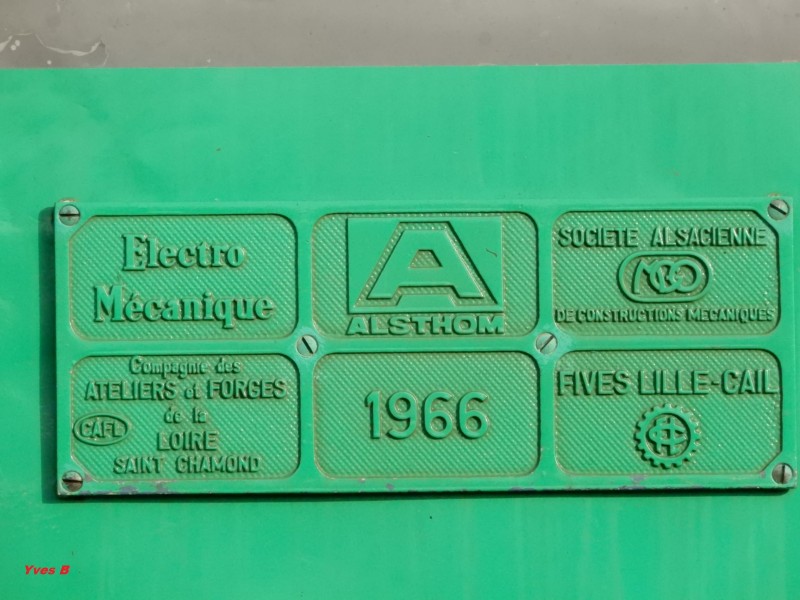 Electro
Mécanique
A
ALSTHOM
SOCIETE ALSACIENNE
DE CONSTRUCTIONS MECANIQUES
Compagnie des
ATELIERS et FORGES
de la
CAFL
LOIRE
SAINT CHAMOND
1966
FIVES LILLE-CAIL
Yves B